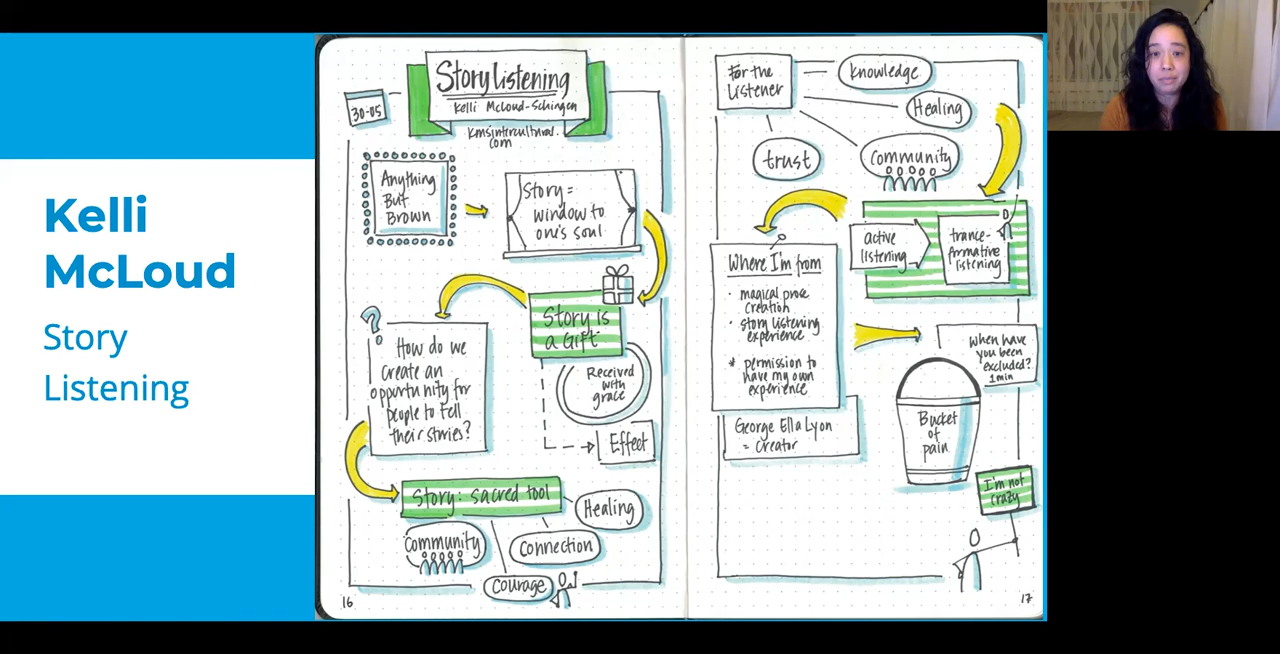 Kelli
McLoud
Story
Listening
30-05
Story Listening
Kelli McLoud-Schingen
kmsintercultural.
com
Anything
But
Brown
Story =
window to
one's soul
Story is
a Gift
Received
with
grace
Effect
?
How do we
create an
opportunity for
people to tell
their stories?
Story: sacred tool
Healing
Community
Connection
Courage
16
For the
Listener
Knowledge
Healing
Community
trust
active
listening
trance-
formative
listening
Where I'm from
· magical prose
creation
· story listening
experience
* permission to
have my own
experience
George Ella Lyon
= Creator
When have
you been
excluded?
1 min
Bucket
of
pain
I'm not
crazy
17